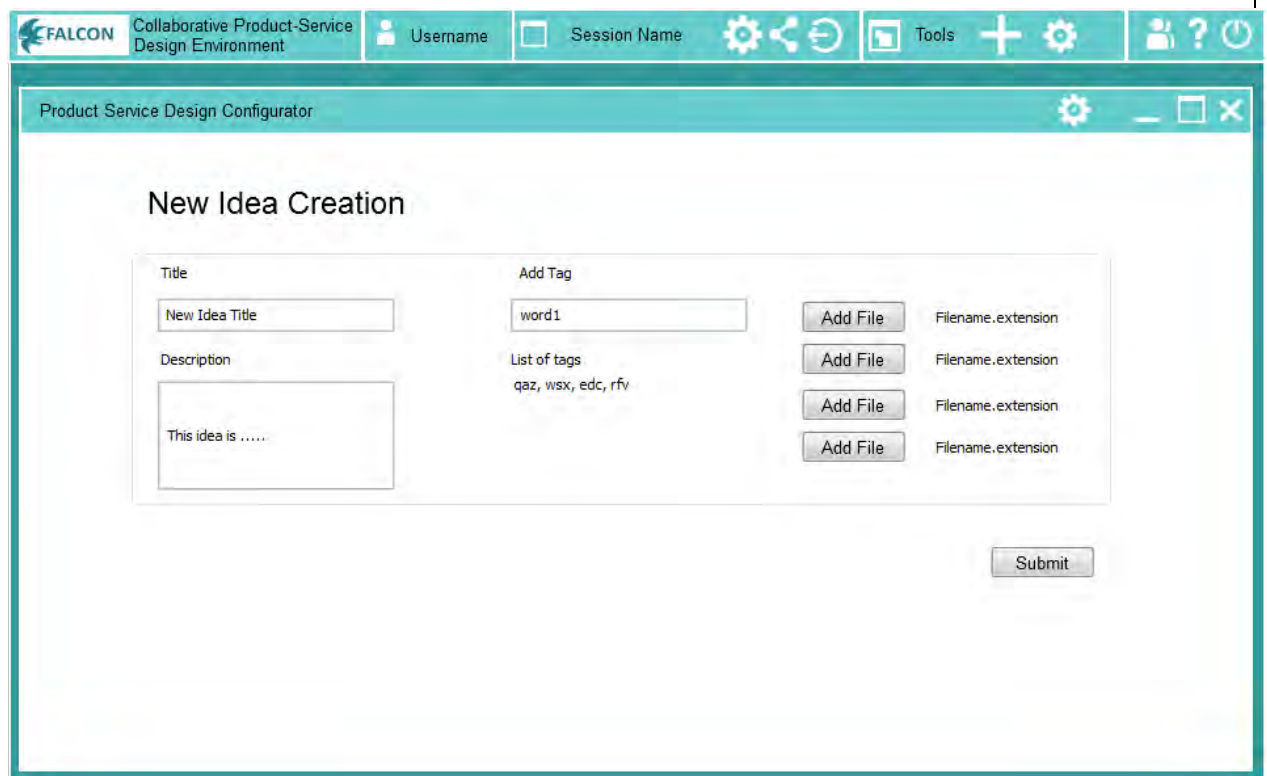 FALCON
Collaborative Product-Service
Design Environment
Username
Session Name
Tools
?
Product Service Design Configurator
New Idea Creation
Title
Add Tag
New Idea Title
word1
Add File
Filename.extension
Description
List of tags
Add File
Filename.extension
qaz, wsx, edc, rfv
Add File
Filename.extension
This idea is .....
Add File
Filename.extension
Submit